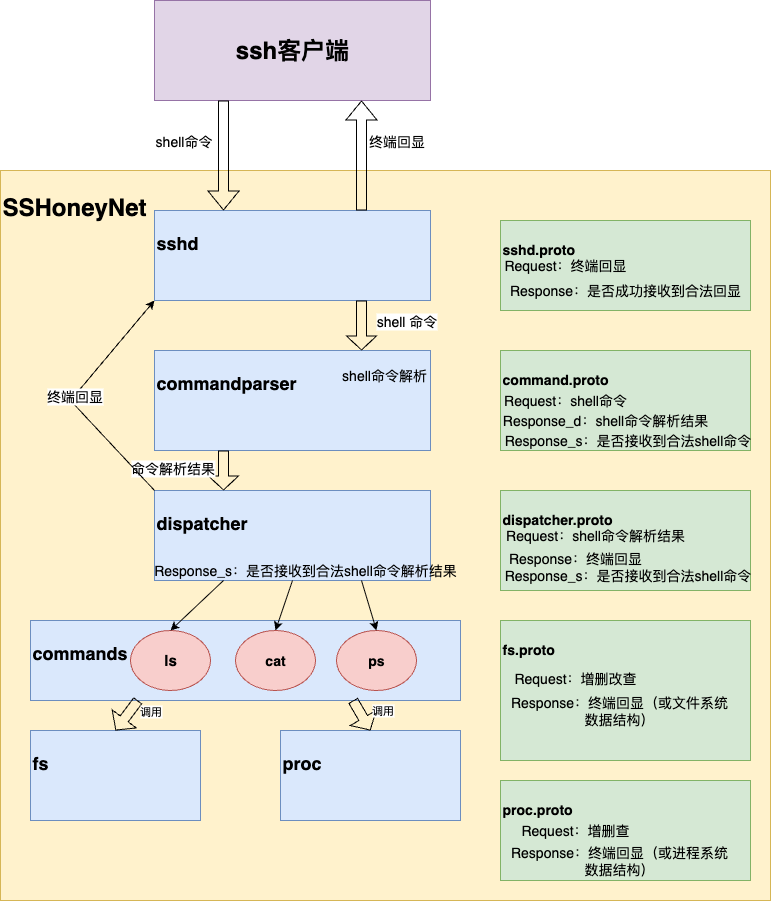 ssh客户端
shell命令
终端回显
SSHoneyNet
sshd
shell 命令
commandparser
shell命令解析
终端回显
命令解析结果
dispatcher
Response_s：是否接收到合法shell命令解析结果
commands
ls
cat
ps
调用
调用
fs
proc
sshd.proto
Request：终端回显
Response：是否成功接收到合法回显
command.proto
Request：shell命令
Response_d：shell命令解析结果
Response_s：是否接收到合法shell命令
dispatcher.proto
Request：shell命令解析结果
Response：终端回显
Response_s：是否接收到合法shell命令
fs.proto
Request：增删改查
Response：终端回显（或文件系统
数据结构）
proc.proto
Request：增删查
Response：终端回显（或进程系统
数据结构）